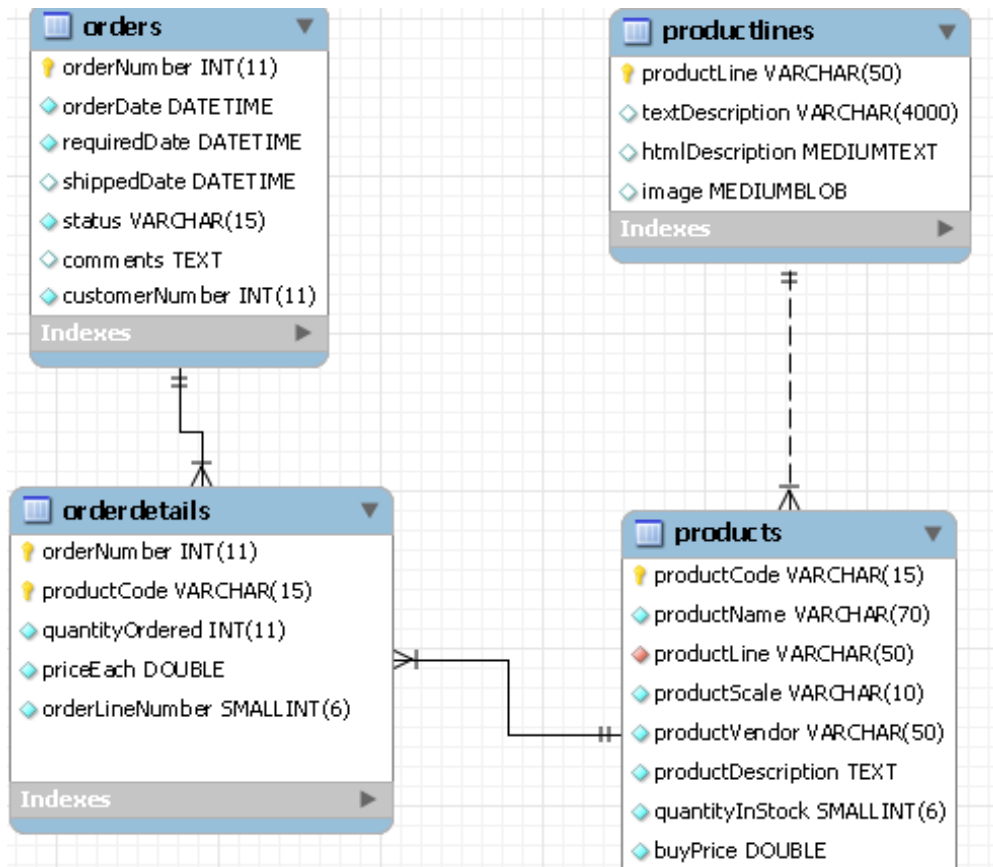 orders
orderNumber INT(11)
orderDate DATETIME
requiredDate DATETIME
shippedDate DATETIME
status VARCHAR(15)
comments TEXT
customerNumber INT(11)
Indexes
productlines
productLine VARCHAR(50)
textDescription VARCHAR(4000)
htmlDescription MEDIUMTEXT
image MEDIUMBLOB
Indexes
orderdetails
orderNumber INT(11)
productCode VARCHAR(15)
quantityOrdered INT(11)
priceEach DOUBLE
orderLineNumber SMALLINT(6)
Indexes
products
productCode VARCHAR(15)
productName VARCHAR(70)
productLine VARCHAR(50)
productScale VARCHAR(10)
productVendor VARCHAR(50)
productDescription TEXT
quantityInStock SMALLINT(6)
buyPrice DOUBLE